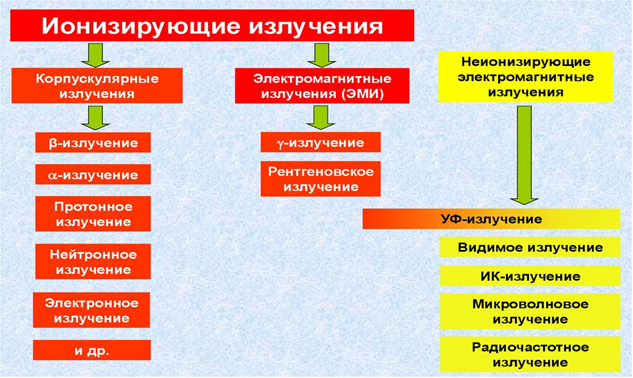 Ионизирующие излучения
Корпускулярные
излучения
Электромагнитные
излучения (ЭМИ)
Неионизирующие
электромагнитные
излучения
β-излучение
α-излучение
Протонное
излучение
Нейтронное
излучение
Электронное
излучение
и др.
γ-излучение
Рентгеновское
излучение
УФ-излучение
Видимое излучение
ИК-излучение
Микроволновое
излучение
Радиочастотное
излучение